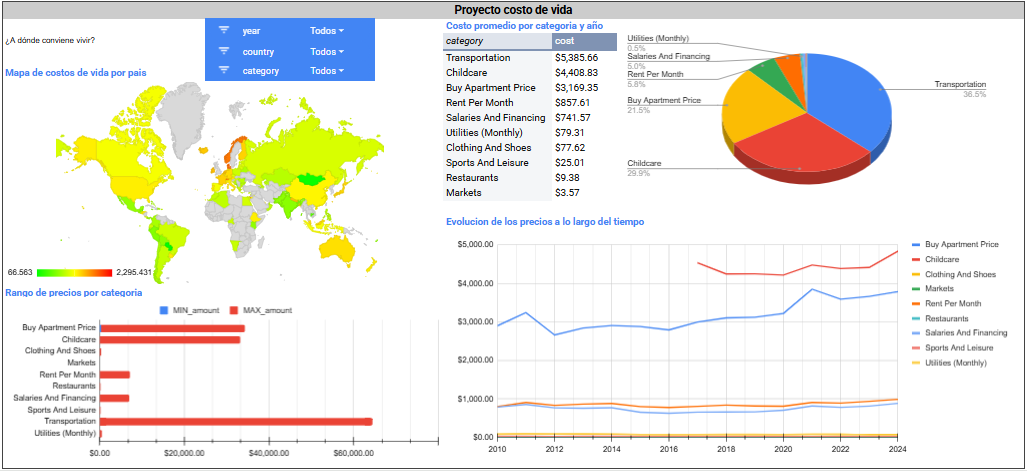 Proyecto costo de vida
¿A dónde conviene vivir?
year Todos
country Todos
category Todos
Mapa de costos de vida por pais
66.563 2,295.431
Rango de precios por categoria
MIN_amount MAX_amount
Buy Apartment Price
Childcare
Clothing And Shoes
Markets
Rent Per Month
Restaurants
Salaries And Financing
Sports And Leisure
Transportation
Utilities (Monthly)
$0.00 $20,000.00 $40,000.00 $60,000.00
Costo promedio por categoria y año
category cost
Transportation $5,385.66
Childcare $4,408.83
Buy Apartment Price $3,169.35
Rent Per Month $857.61
Salaries And Financing $741.57
Utilities (Monthly) $79.31
Clothing And Shoes $77.62
Sports And Leisure $25.01
Restaurants $9.38
Markets $3.57
Utilities (Monthly)
0.5%
Salaries And Financing
5.0%
Rent Per Month
5.8%
Buy Apartment Price
21.5%
Childcare
29.9%
Transportation
36.5%
Evolucion de los precios a lo largo del tiempo
$5,000.00
$4,000.00
$3,000.00
$2,000.00
$1,000.00
$0.00
2010 2012 2014 2016 2018 2020 2022 2024
Buy Apartment Price
Childcare
Clothing And Shoes
Markets
Rent Per Month
Restaurants
Salaries And Financing
Sports And Leisure
Utilities (Monthly)